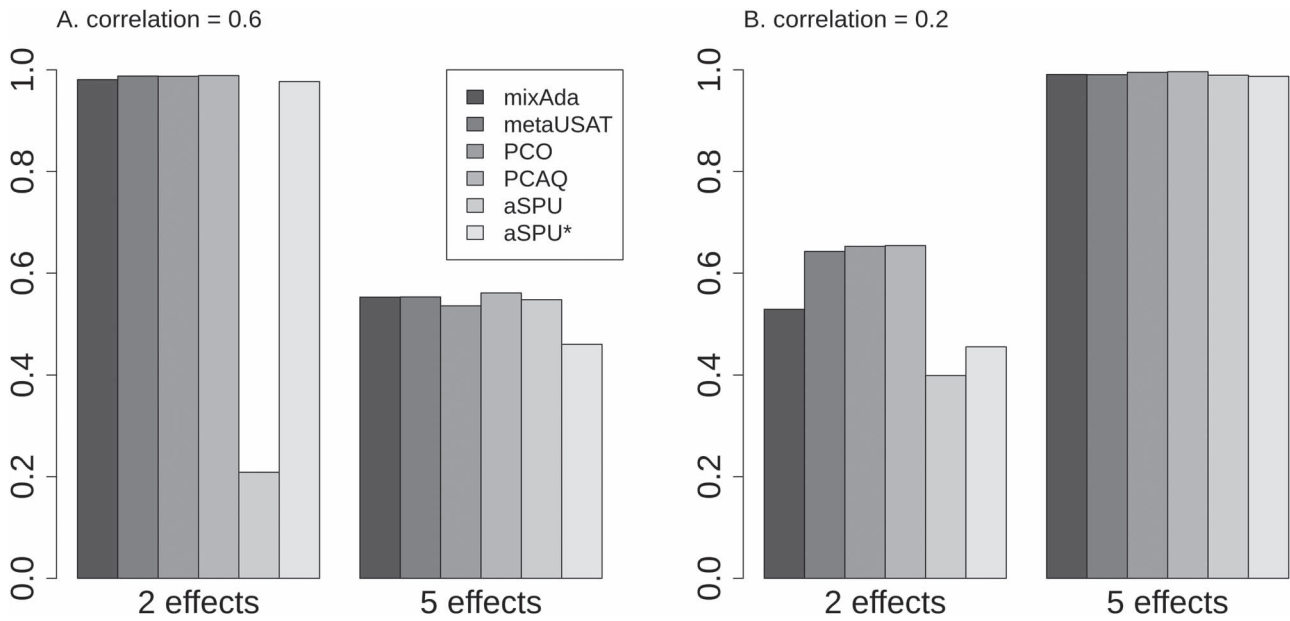 A. correlation = 0.6
1.0
0.8
0.6
0.4
0.2
0.0
mixAda
metaUSAT
PCO
PCAQ
aSPU
aSPU*
2 effects
5 effects
B. correlation = 0.2
1.0
0.8
0.6
0.4
0.2
0.0
2 effects
5 effects